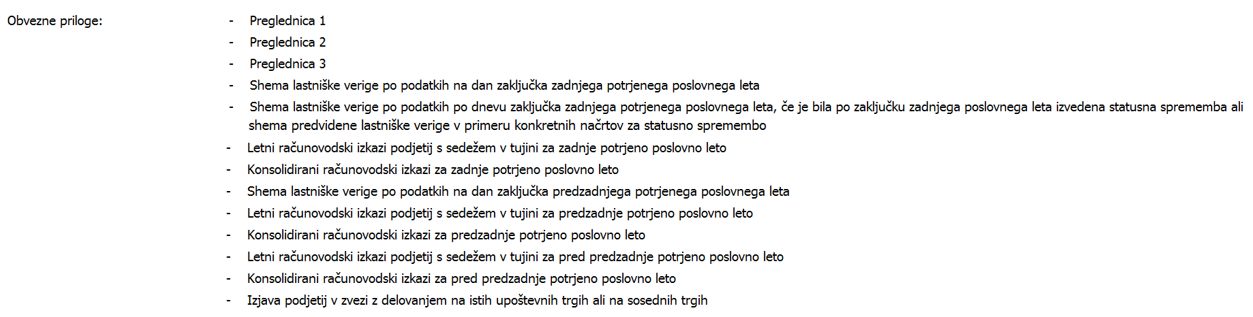 Obvezne priloge:
- Preglednica 1
- Preglednica 2
- Preglednica 3
- Shema lastniške verige po podatkih na dan zaključka zadnjega potrjenega poslovnega leta
- Shema lastniške verige po podatkih po dnevu zaključka zadnjega potrjenega poslovnega leta, če je bila po zaključku zadnjega poslovnega leta izvedena statusna sprememba ali
shema predvidene lastniške verige v primeru konkretnih načrtov za statusno spremembo
- Letni računovodski izkazi podjetij s sedežem v tujini za zadnje potrjeno poslovno leto
- Konsolidirani računovodski izkazi za zadnje potrjeno poslovno leto
- Shema lastniške verige po podatkih na dan zaključka predzadnjega potrjenega poslovnega leta
- Letni računovodski izkazi podjetij s sedežem v tujini za predzadnje potrjeno poslovno leto
- Konsolidirani računovodski izkazi za predzadnje potrjeno poslovno leto
- Letni računovodski izkazi podjetij s sedežem v tujini za pred predzadnje potrjeno poslovno leto
- Konsolidirani računovodski izkazi za pred predzadnje potrjeno poslovno leto
- Izjava podjetij v zvezi z delovanjem na istih upoštevnih trgih ali na sosednih trgih